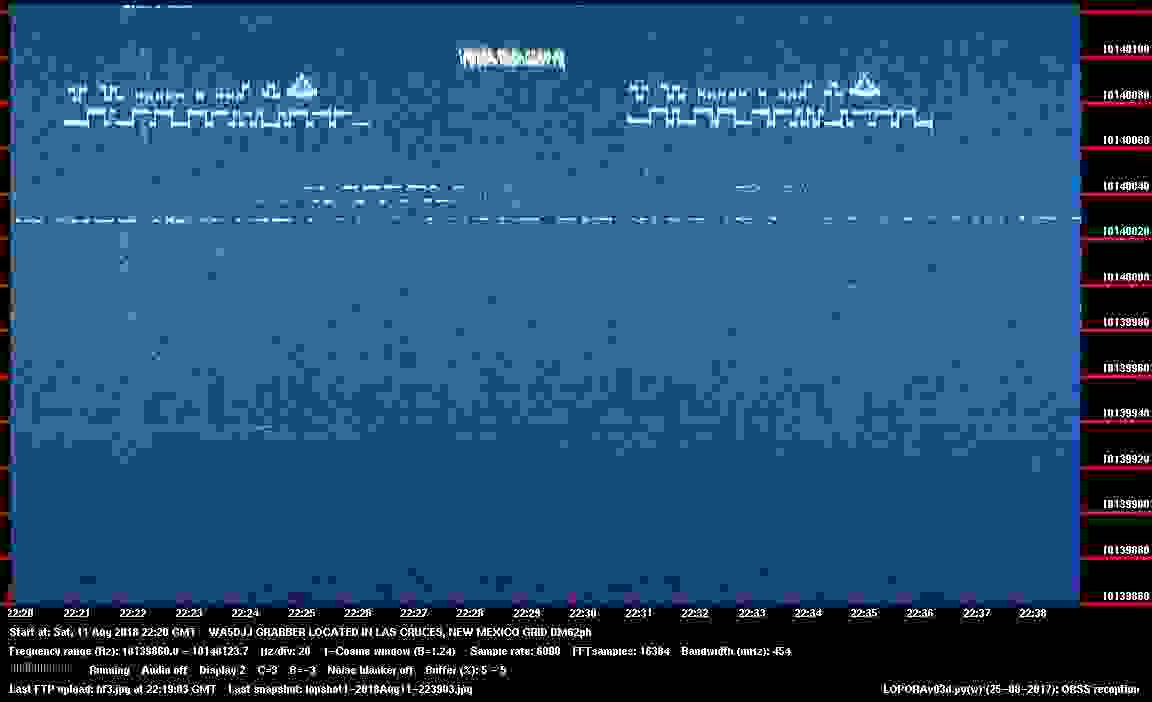 10140100
10140080
10140060
10140040
10140020
10140000
10139980
10139960
10139940
10139920
10139900
10139880
10139860
22:20 22:21 22:22 22:23 22:24 22:25 22:26 22:27 22:28 22:29 22:30 22:31 22:32 22:33 22:34 22:35 22:36 22:37 22:38
Start at: Sat, 11 Aug 2018 22:20 GMT WA5DJJ GRABBER LOCATED IN LAS CRUCES, NEW MEXICO GRID DM62ph
Frequency range (Hz): 10139860.0 - 10140123.7 Hz/div: 20 1-Cosine window (B=1.24) Sample rate: 6000 FFTsamples: 16384 Bandwidth (mHz): 454
Running Audio off Display 2 C=3 B=-3 Noise blanker off Buffer (%): 5 - 5
Last FTP upload: hf3.jpg at 22:19:03 GMT Last snapshot: lopshot1-2018Aug11-223903.jpg
LOPORAv03d.py(w) (25-08-2017): QRSS reception